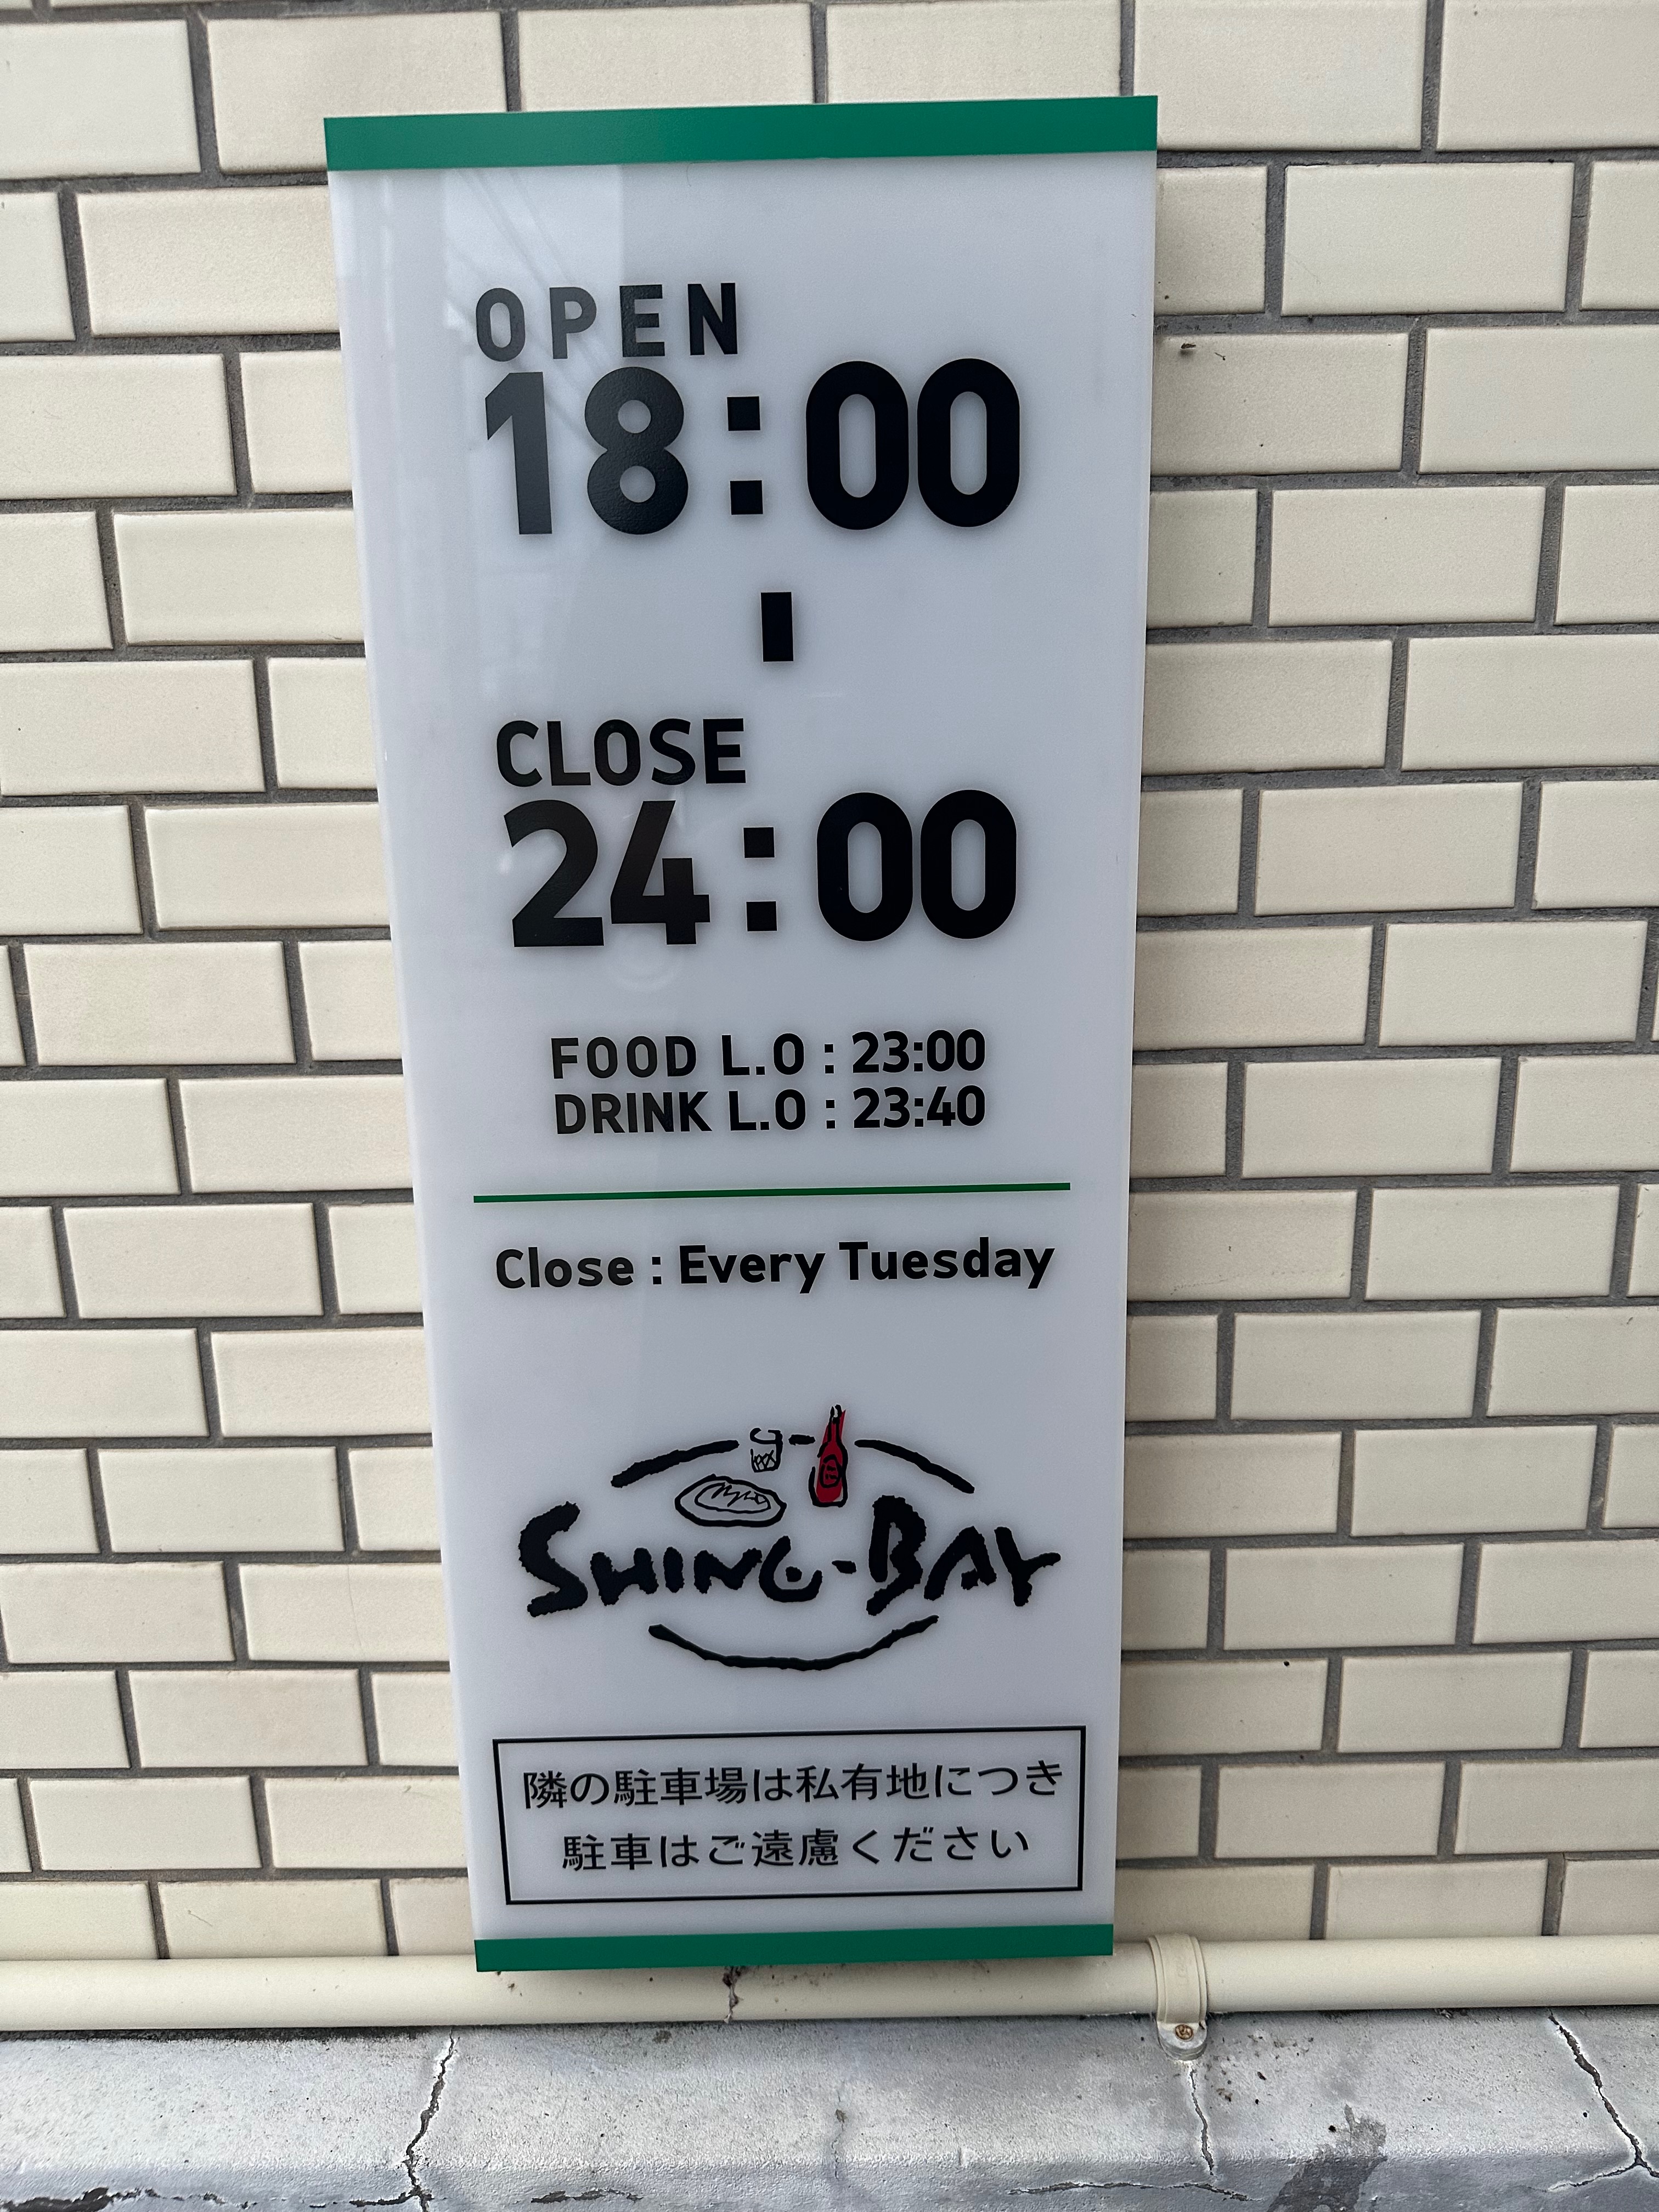 OPEN
18:00
-
CLOSE
24:00
FOOD L.O : 23:00
DRINK L.O : 23:40
Close : Every Tuesday
SHING-BAY
隣の駐車場は私有地につき
駐車はご遠慮ください